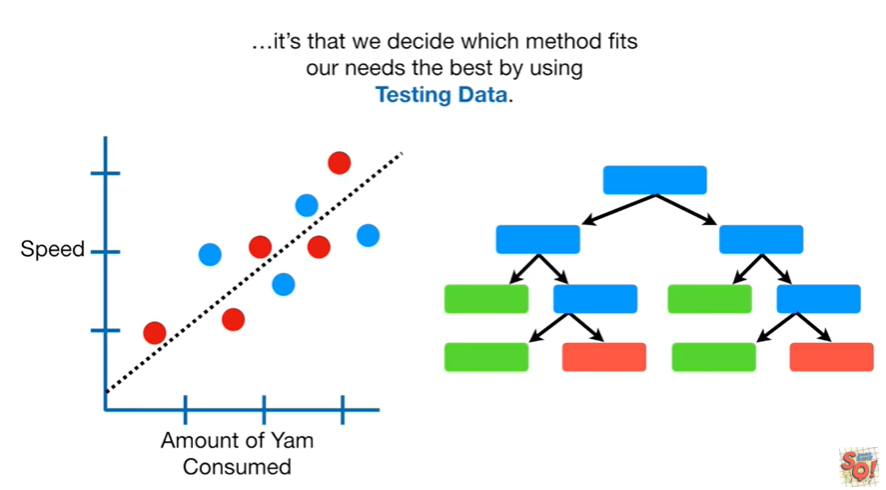 …it's that we decide which method fits
our needs the best by using
Testing Data.
Speed
Amount of Yam
Consumed
SQ!